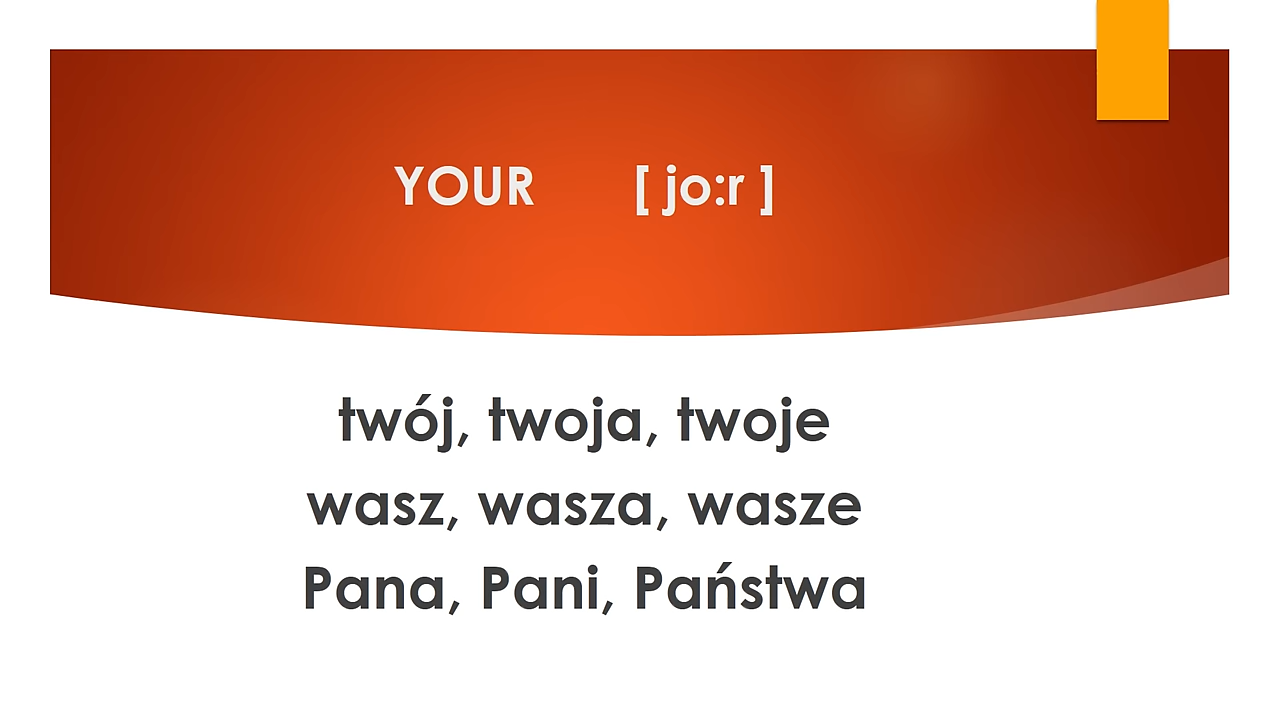 YOUR [ jo:r ]
twój, twoja, twoje
wasz, wasza, wasze
Pana, Pani, Państwa